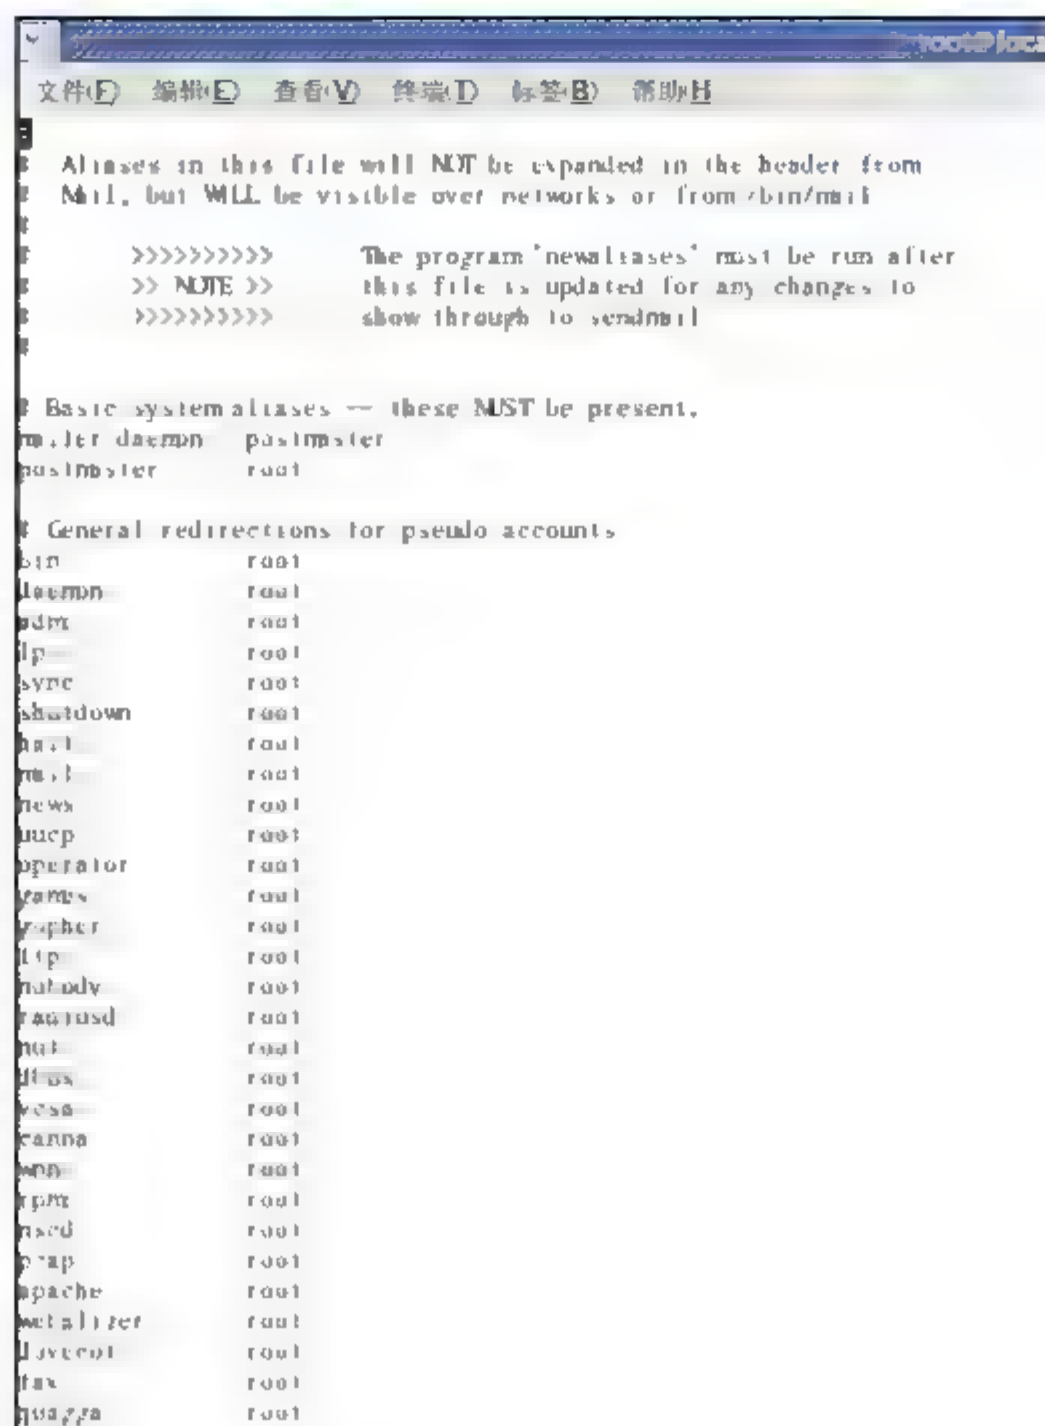 root@loca
文件(F) 编辑(E) 查看(V) 终端(T) 标签(B) 帮助(H
#
# Aliases in this file will NOT be expanded in the header from
# Mail, but WILL be visible over networks or from /bin/mail
#
# >>>>>>>>>> The program "newaliases" must be run after
# >> NOTE >> this file is updated for any changes to
# >>>>>>>>>> show through to sendmail
#
# Basic system aliases -- these MUST be present.
mailer daemon postmaster
postmaster root
# General redirections for pseudo accounts
bin root
daemon root
adm root
lp root
sync root
shutdown root
halt root
mail root
news root
uucp root
operator root
games root
gopher root
ftp root
nobody root
radiusd root
nut root
dbus root
vcsa root
canna root
wnn root
rpm root
nscd root
pcap root
apache root
webalizer root
dovecot root
fax root
quagga root